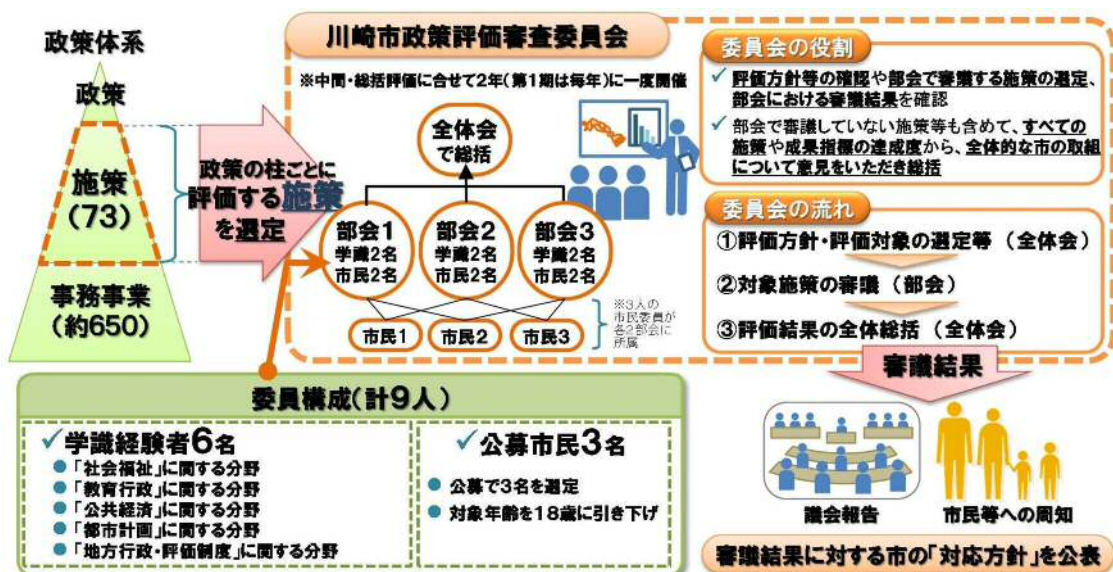 政策体系
政策
施策
(73)
事務事業
(約650)
政策の柱ごとに
評価する施策
を選定
川崎市政策評価審査委員会
※中間・総括評価に合せて2年(第1期は毎年)に一度開催
全体会
で総括
部会1
学識2名
市民2名
部会2
学識2名
市民2名
部会3
学識2名
市民2名
市民1
市民2
市民3
※3人の
市民委員が
各2部会に
所属
委員会の役割
✓ 評価方針等の確認や部会で審議する施策の選定、
部会における審議結果を確認
✓ 部会で審議していない施策等も含めて、すべての
施策や成果指標の達成度から、全体的な市の取組
について意見をいただき総括
委員会の流れ
①評価方針・評価対象の選定等（全体会）
②対象施策の審議（部会）
③評価結果の全体総括（全体会）
審議結果
議会報告
市民等への周知
審議結果に対する市の「対応方針」を公表
委員構成(計9人)
✓学識経験者6名
●「社会福祉」に関する分野
●「教育行政」に関する分野
●「公共経済」に関する分野
●「都市計画」に関する分野
●「地方行政・評価制度」に関する分野
✓公募市民3名
● 公募で3名を選定
● 対象年齢を18歳に引き下げ